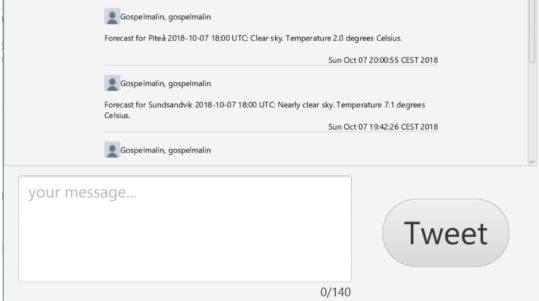 Gospelmalin, gospelmalin
Forecast for Piteå 2018-10-07 18:00 UTC: Clear sky. Temperature 2.0 degrees Celsius.
Sun Oct 07 20:00:55 CEST 2018
Gospelmalin, gospelmalin
Forecast for Sundsandvik 2018-10-07 18:00 UTC: Nearly clear sky. Temperature 7.1 degrees
Celsius.
Sun Oct 07 19:42:26 CEST 2018
Gospelmalin, gospelmalin
your message...
Tweet
0/140